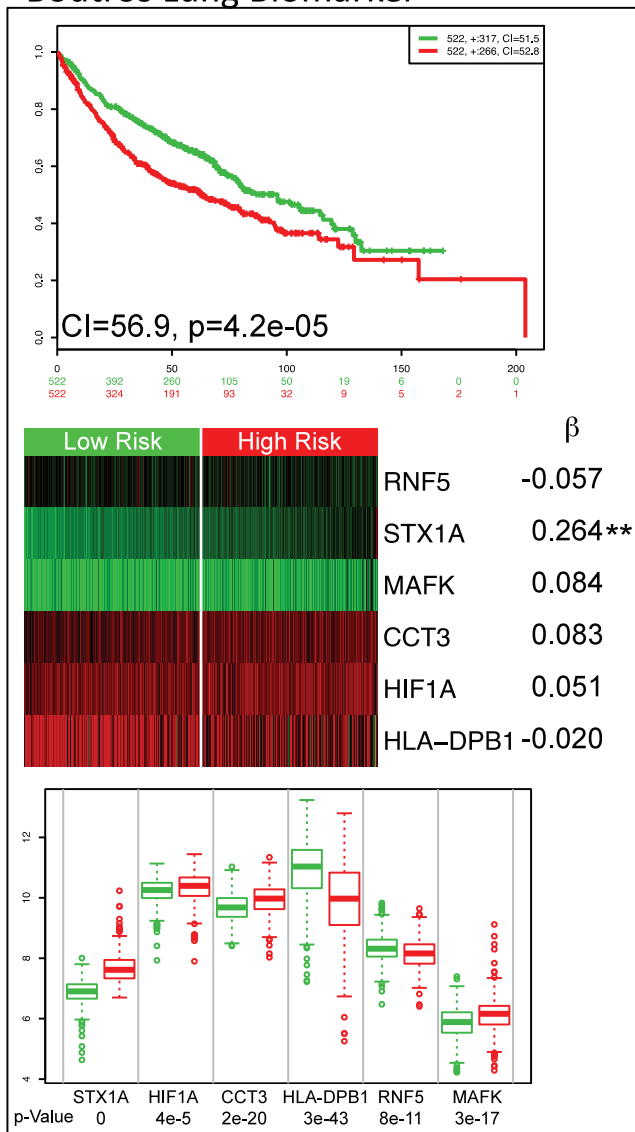 522, +:317, CI=51.5
522, +:266, CI=52.8
1.0
0.8
0.6
0.4
0.2
0.0
CI=56.9, p=4.2e-05
0 50 100 150 200
522 392 260 105 50 19 6 0 0
522 324 191 93 32 9 5 2 1
Low Risk High Risk β
RNF5 -0.057
STX1A 0.264**
MAFK 0.084
CCT3 0.083
HIF1A 0.051
HLA-DPB1 -0.020
12
10
8
6
4
STX1A HIF1A CCT3 HLA-DPB1 RNF5 MAFK
p-Value 0 4e-5 2e-20 3e-43 8e-11 3e-17